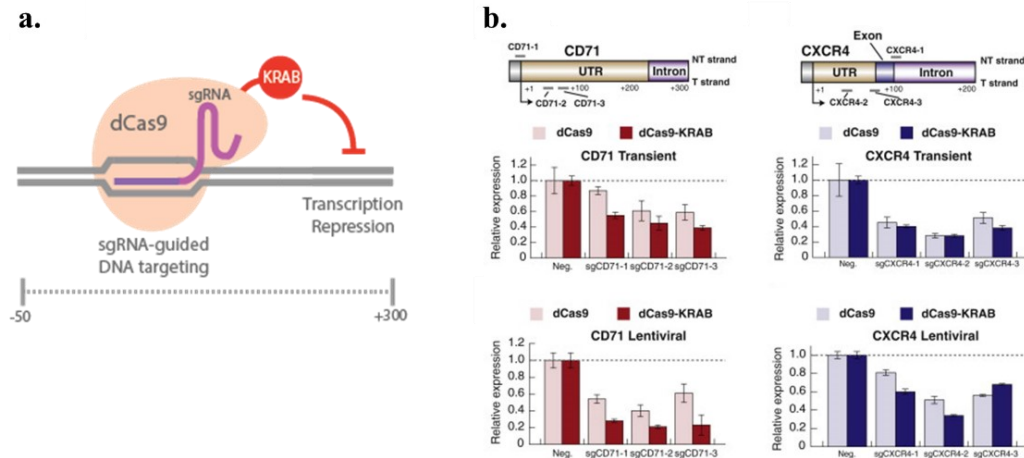 a.
KRAB
sgRNA
dCas9
Transcription
Repression
sgRNA-guided
DNA targeting
-50
+300
b.
CD71-1
CD71
NT strand
UTR
Intron
T strand
+1
+100
+200
+300
CD71-2
CD71-3
dCas9
dCas9-KRAB
CD71 Transient
Relative expression
1.2
1.0
0.8
0.6
0.4
0.2
0
Neg.
sgCD71-1
sgCD71-2
sgCD71-3
dCas9
dCas9-KRAB
CD71 Lentiviral
Relative expression
1.2
1.0
0.8
0.6
0.4
0.2
0
Neg.
sgCD71-1
sgCD71-2
sgCD71-3
Exon
CXCR4
CXCR4-1
NT strand
UTR
Intron
T strand
+1
+100
+200
CXCR4-2
CXCR4-3
dCas9
dCas9-KRAB
CXCR4 Transient
Relative expression
1.2
1.0
0.8
0.6
0.4
0.2
0
Neg.
sgCXCR4-1
sgCXCR4-2
sgCXCR4-3
dCas9
dCas9-KRAB
CXCR4 Lentiviral
Relative expression
1.0
0.8
0.6
0.4
0.2
0
Neg.
sgCXCR4-1
sgCXCR4-2
sgCXCR4-3